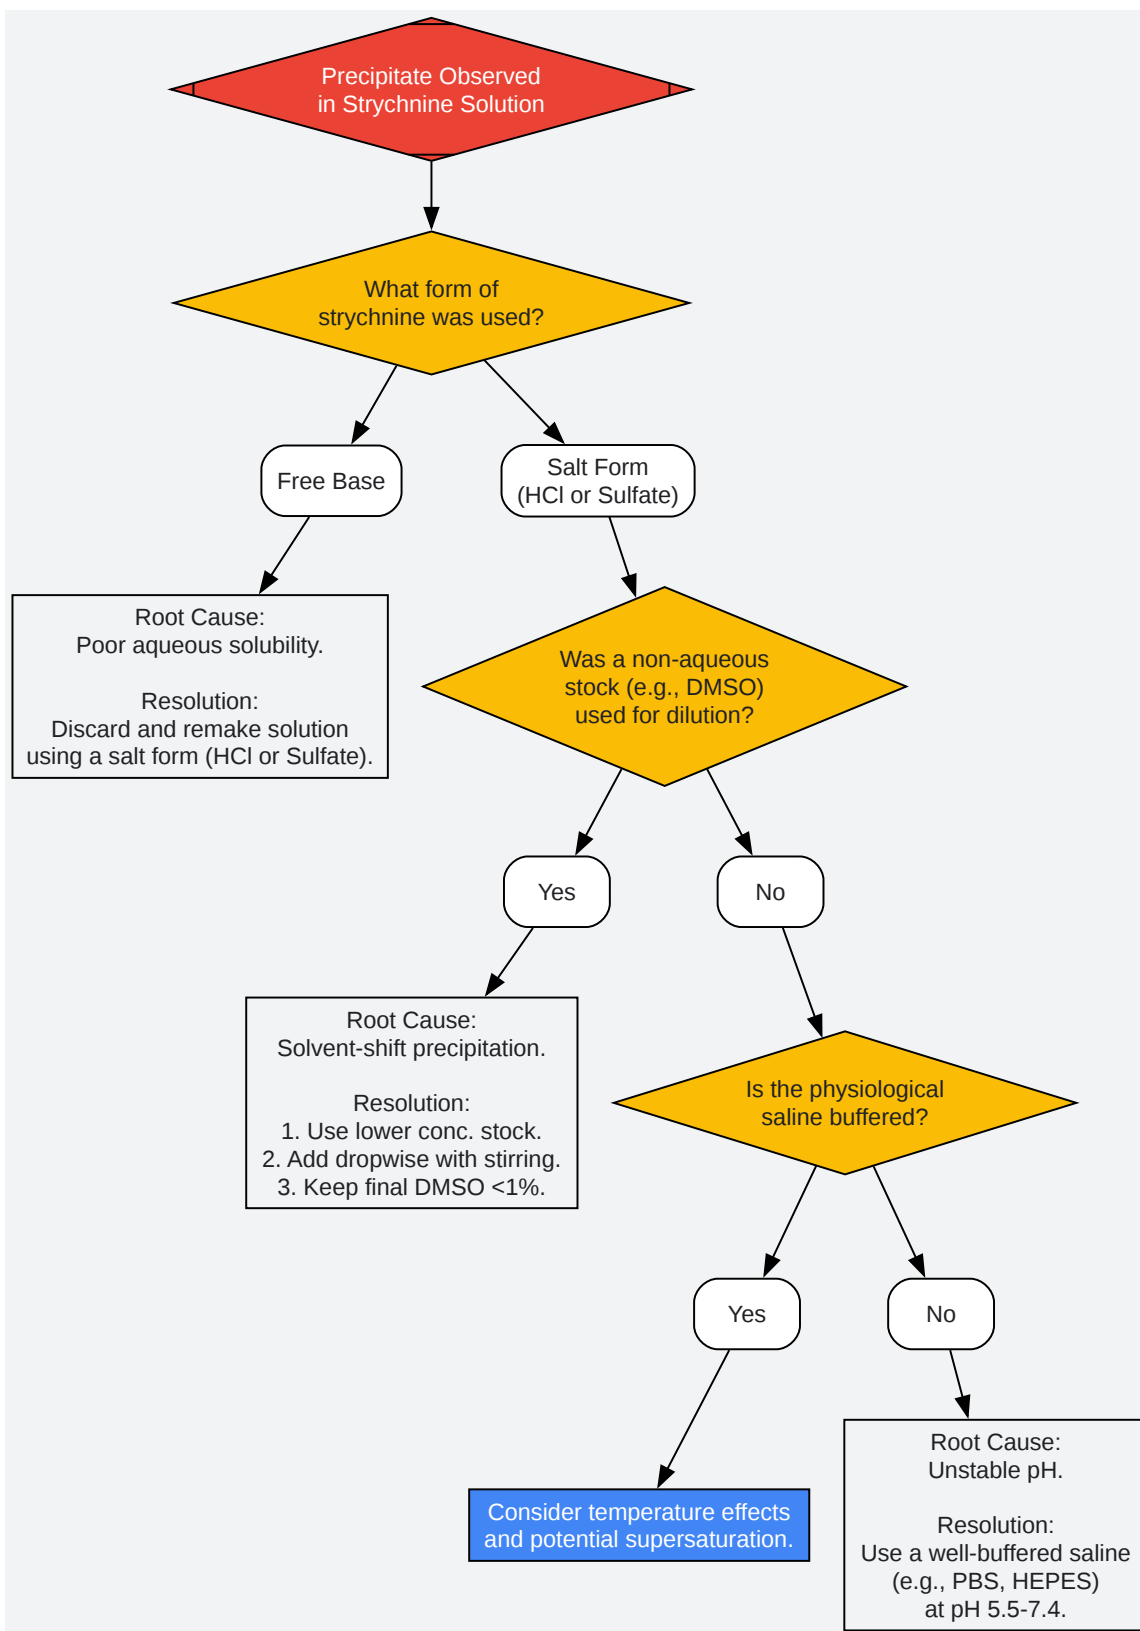 Precipitate Observed
in Strychnine Solution
What form of
strychnine was used?
Free Base
Salt Form
(HCl or Sulfate)
Root Cause:
Poor aqueous solubility.
Resolution:
Discard and remake solution
using a salt form (HCl or Sulfate).
Was a non-aqueous
stock (e.g., DMSO)
used for dilution?
Yes
No
Root Cause:
Solvent-shift precipitation.
Resolution:
1. Use lower conc. stock.
2. Add dropwise with stirring.
3. Keep final DMSO <1%.
Is the physiological
saline buffered?
Yes
No
Consider temperature effects
and potential supersaturation.
Root Cause:
Unstable pH.
Resolution:
Use a well-buffered saline
(e.g., PBS, HEPES)
at pH 5.5-7.4.